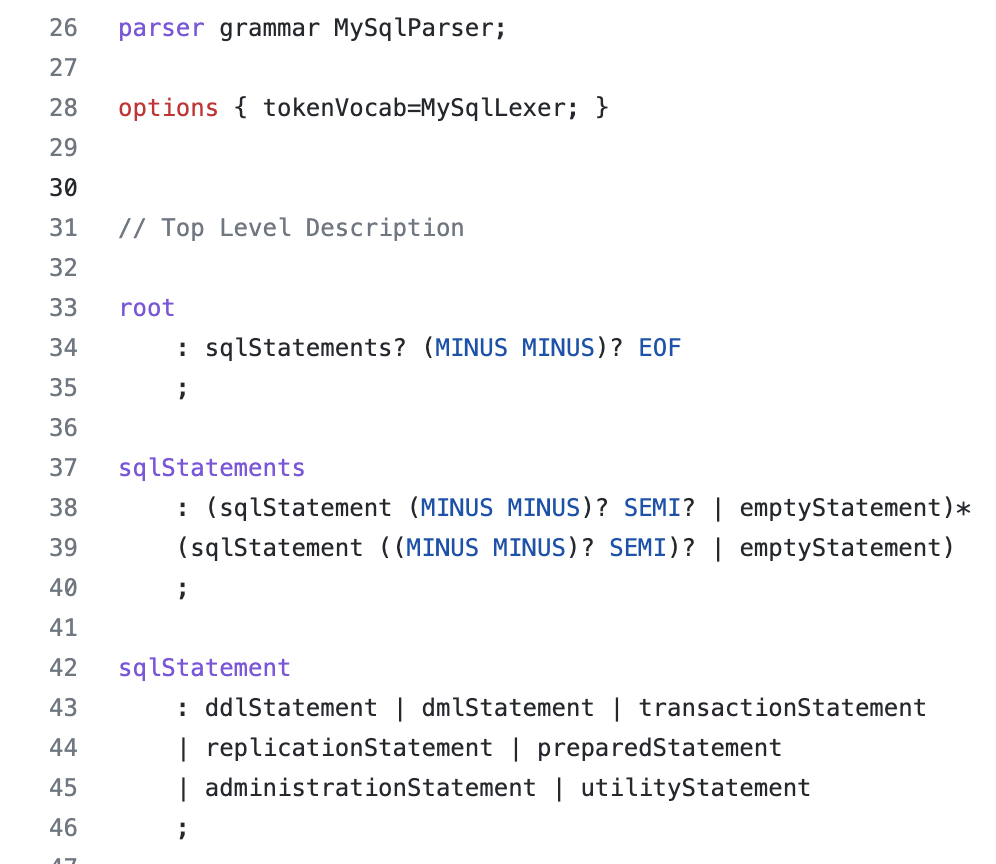 26 parser grammar MySqlParser;
27
28 options { tokenVocab=MySqlLexer; }
29
30
31 // Top Level Description
32
33 root
34 : sqlStatements? (MINUS MINUS)? EOF
35 ;
36
37 sqlStatements
38 : (sqlStatement (MINUS MINUS)? SEMI? | emptyStatement)*
39 (sqlStatement ((MINUS MINUS)? SEMI)? | emptyStatement)
40 ;
41
42 sqlStatement
43 : ddlStatement | dmlStatement | transactionStatement
44 | replicationStatement | preparedStatement
45 | administrationStatement | utilityStatement
46 ;
47